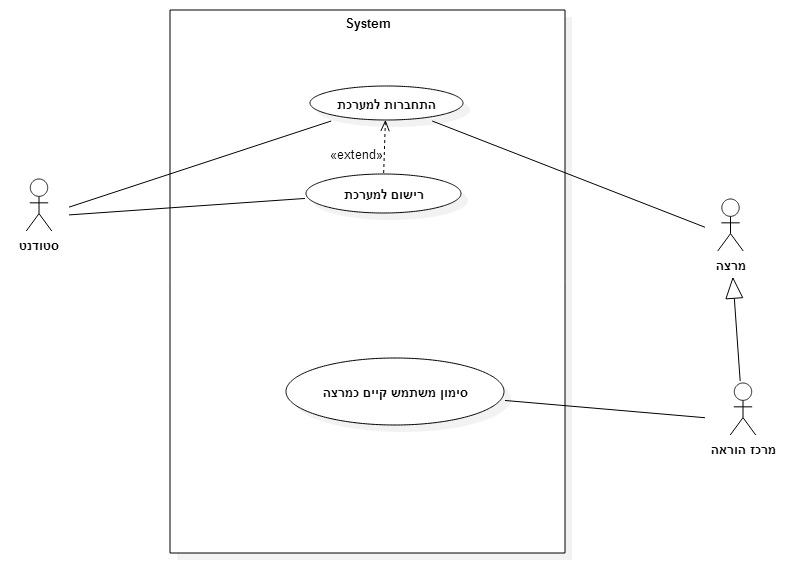 System
התחברות למערכת
«extend»
רישום למערכת
סטודנט
מרצה
סימון משתמש קיים כמרצה
מרכז הוראה